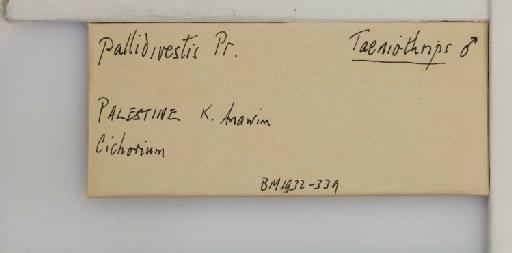 Pallidivestis Pr. Taeniothrips ♂
PALESTINE K. Anawim
Cichorium
BM1932-339